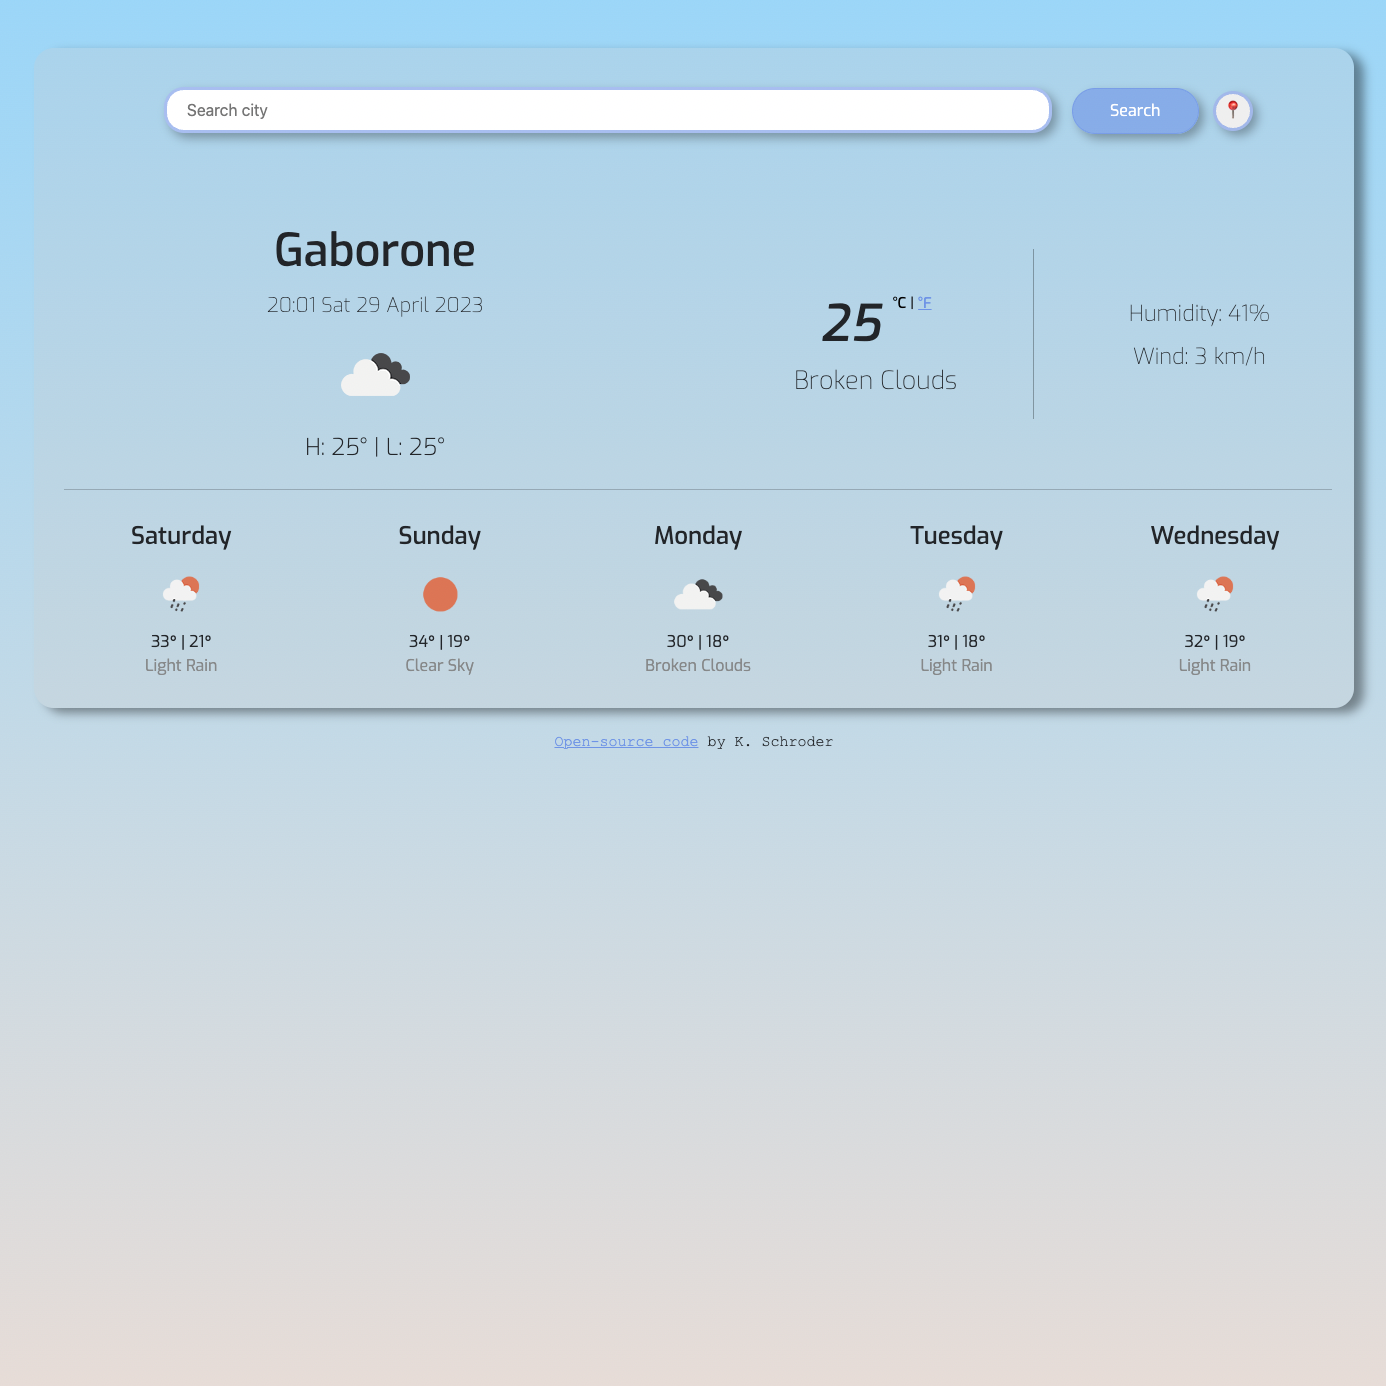 Search city
Search
Gaborone
20:01 Sat 29 April 2023
H: 25° | L: 25°
25 °C | °F
Broken Clouds
Humidity: 41%
Wind: 3 km/h
Saturday
33° | 21°
Light Rain
Sunday
34° | 19°
Clear Sky
Monday
30° | 18°
Broken Clouds
Tuesday
31° | 18°
Light Rain
Wednesday
32° | 19°
Light Rain
Open-source code by K. Schroder